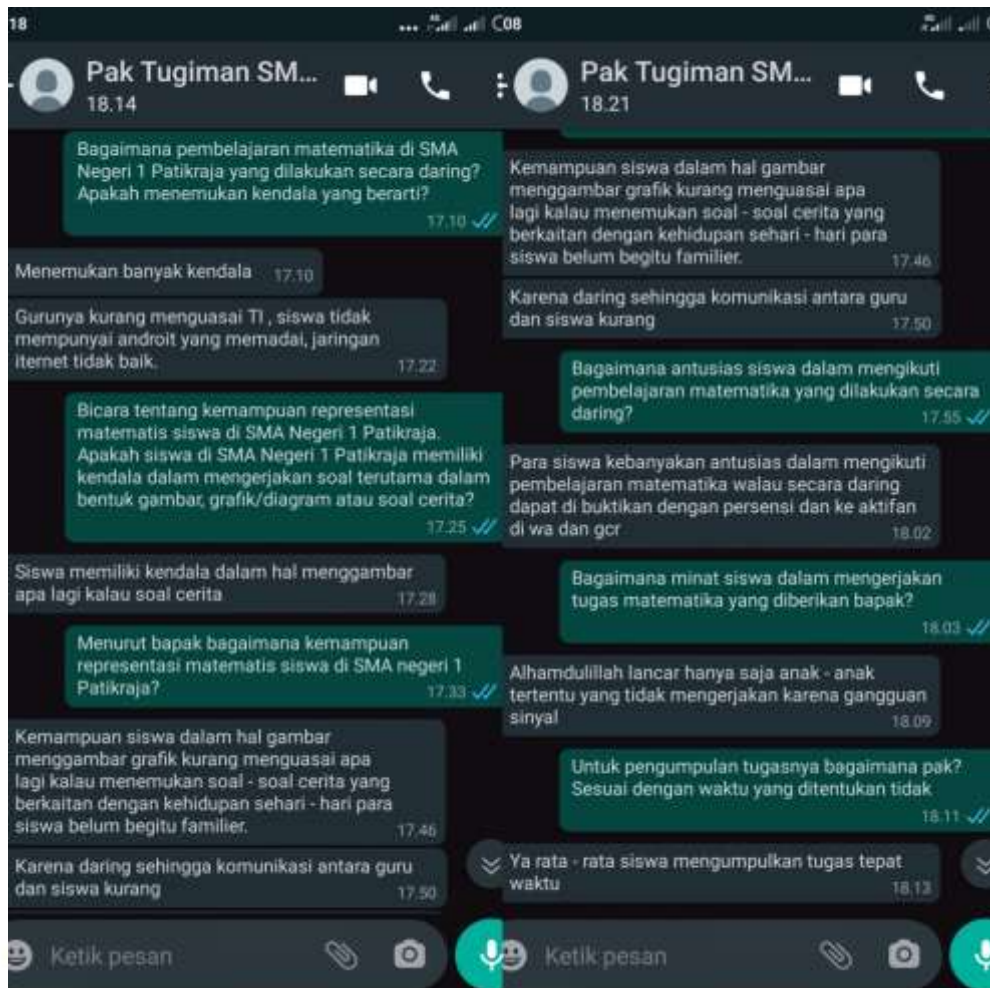 18
Pak Tugiman SM...
18.14
Bagaimana pembelajaran matematika di SMA
Negeri 1 Patikraja yang dilakukan secara daring?
Apakah menemukan kendala yang berarti?
17.10
Menemukan banyak kendala 17.10
Gurunya kurang menguasai TI , siswa tidak
mempunyai androit yang memadai, jaringan
iternet tidak baik. 17.22
Bicara tentang kemampuan representasi
matematis siswa di SMA Negeri 1 Patikraja.
Apakah siswa di SMA Negeri 1 Patikraja memiliki
kendala dalam mengerjakan soal terutama dalam
bentuk gambar, grafik/diagram atau soal cerita?
17.25
Siswa memiliki kendala dalam hal menggambar
apa lagi kalau soal cerita 17.28
Menurut bapak bagaimana kemampuan
representasi matematis siswa di SMA negeri 1
Patikraja? 17.33
Kemampuan siswa dalam hal gambar
menggambar grafik kurang menguasai apa
lagi kalau menemukan soal - soal cerita yang
berkaitan dengan kehidupan sehari - hari para
siswa belum begitu familier. 17.46
Karena daring sehingga komunikasi antara guru
dan siswa kurang 17.50
Ketik pesan
08
Pak Tugiman SM...
18.21
Kemampuan siswa dalam hal gambar
menggambar grafik kurang menguasai apa
lagi kalau menemukan soal - soal cerita yang
berkaitan dengan kehidupan sehari - hari para
siswa belum begitu familier. 17.46
Karena daring sehingga komunikasi antara guru
dan siswa kurang 17.50
Bagaimana antusias siswa dalam mengikuti
pembelajaran matematika yang dilakukan secara
daring? 17.55
Para siswa kebanyakan antusias dalam mengikuti
pembelajaran matematika walau secara daring
dapat di buktikan dengan persensi dan ke aktifan
di wa dan gcr 18.02
Bagaimana minat siswa dalam mengerjakan
tugas matematika yang diberikan bapak?
18.03
Alhamdulillah lancar hanya saja anak - anak
tertentu yang tidak mengerjakan karena gangguan
sinyal 18.09
Untuk pengumpulan tugasnya bagaimana pak?
Sesuai dengan waktu yang ditentukan tidak
18.11
Ya rata - rata siswa mengumpulkan tugas tepat
waktu 18.13
Ketik pesan